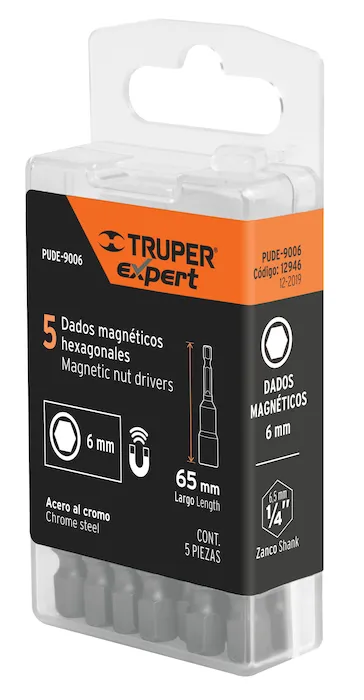 PUDE-9006
TRUPER®
expert
5 Dados magnéticos
hexagonales
Magnetic nut drivers
6 mm
65 mm
Largo Length
Acero al cromo
Chrome steel
CONT.
5 PIEZAS
PUDE-9006
Código: 12946
12-2019
DADOS
MAGNÉTICOS
6 mm
6,5 mm
1/4"
Zanco Shank